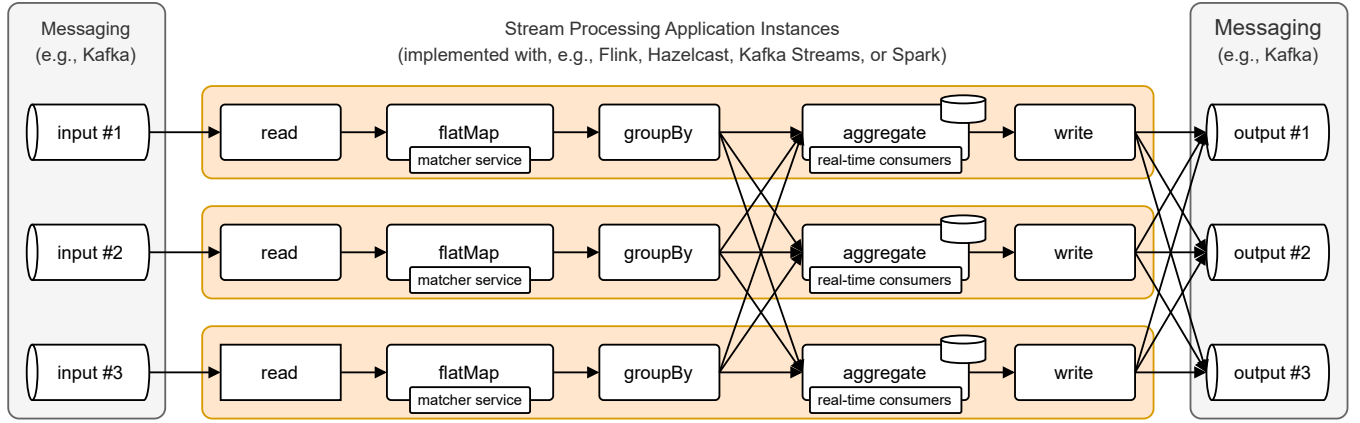 Messaging
(e.g., Kafka)
Stream Processing Application Instances
(implemented with, e.g., Flink, Hazelcast, Kafka Streams, or Spark)
Messaging
(e.g., Kafka)
input #1
read
flatMap
matcher service
groupBy
aggregate
real-time consumers
write
output #1
input #2
read
flatMap
matcher service
groupBy
aggregate
real-time consumers
write
output #2
input #3
read
flatMap
matcher service
groupBy
aggregate
real-time consumers
write
output #3